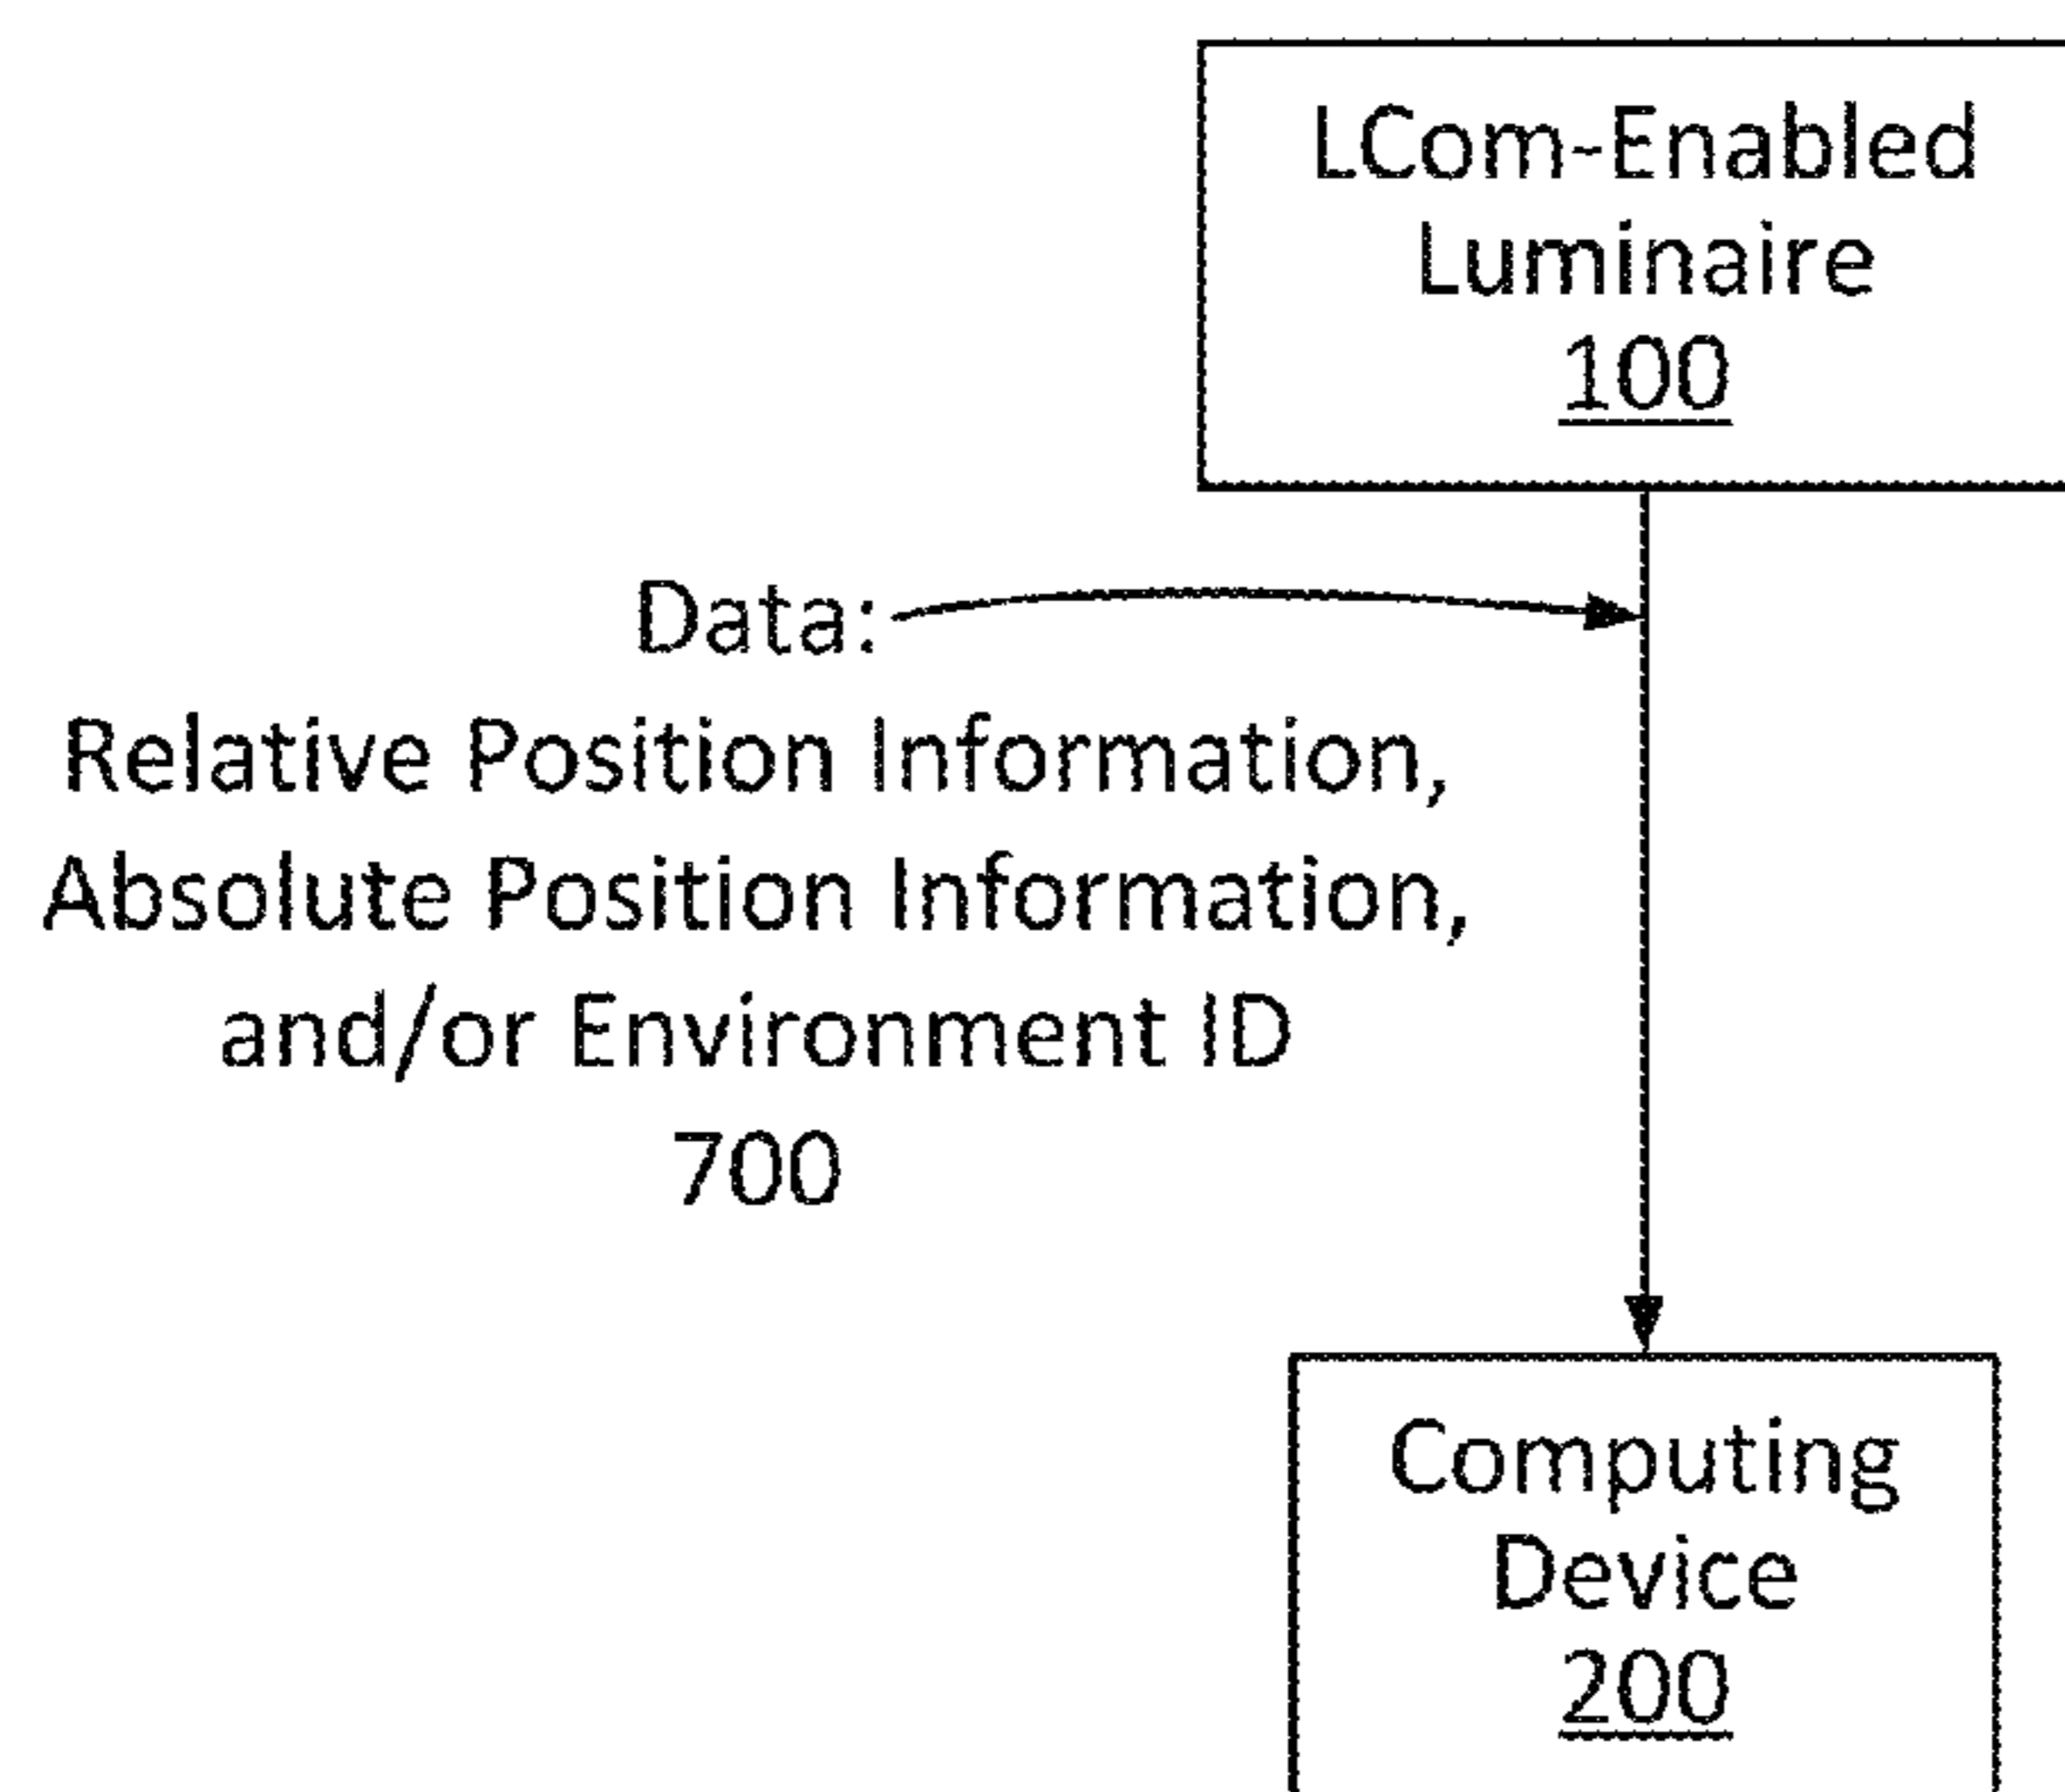 LCom-Enabled
Luminaire
100
Data:
Relative Position Information,
Absolute Position Information,
and/or Environment ID
700
Computing
Device
200